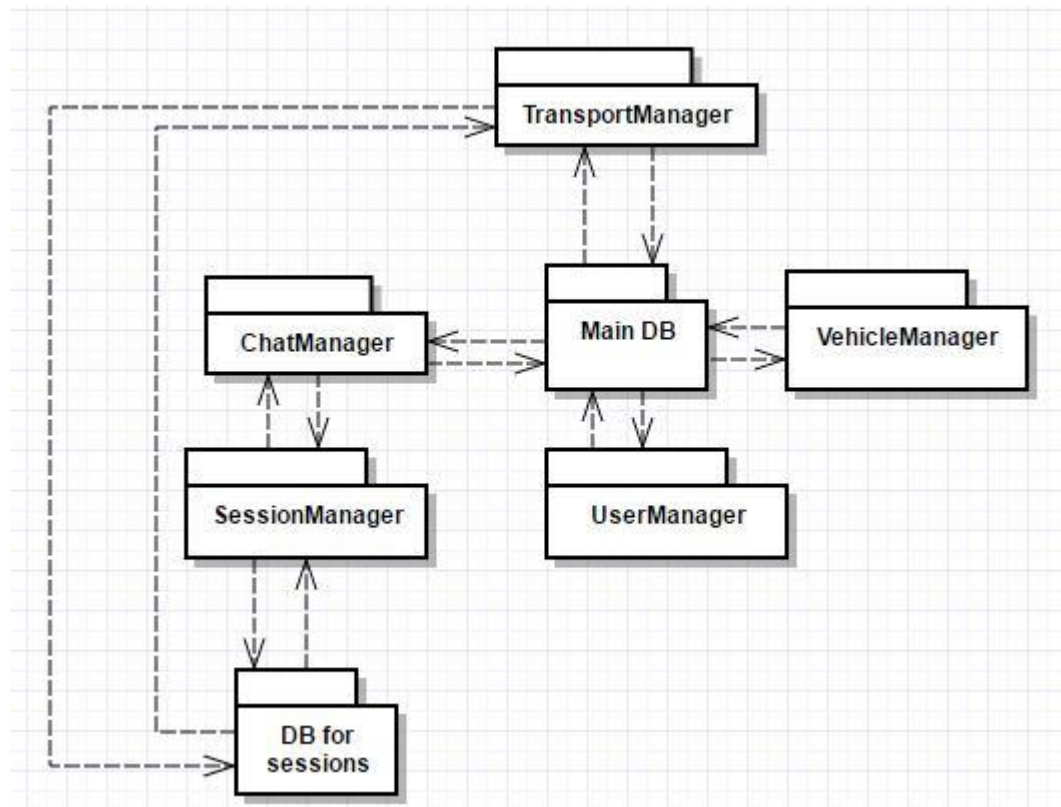 TransportManager
ChatManager
Main DB
VehicleManager
SessionManager
UserManager
DB for
sessions